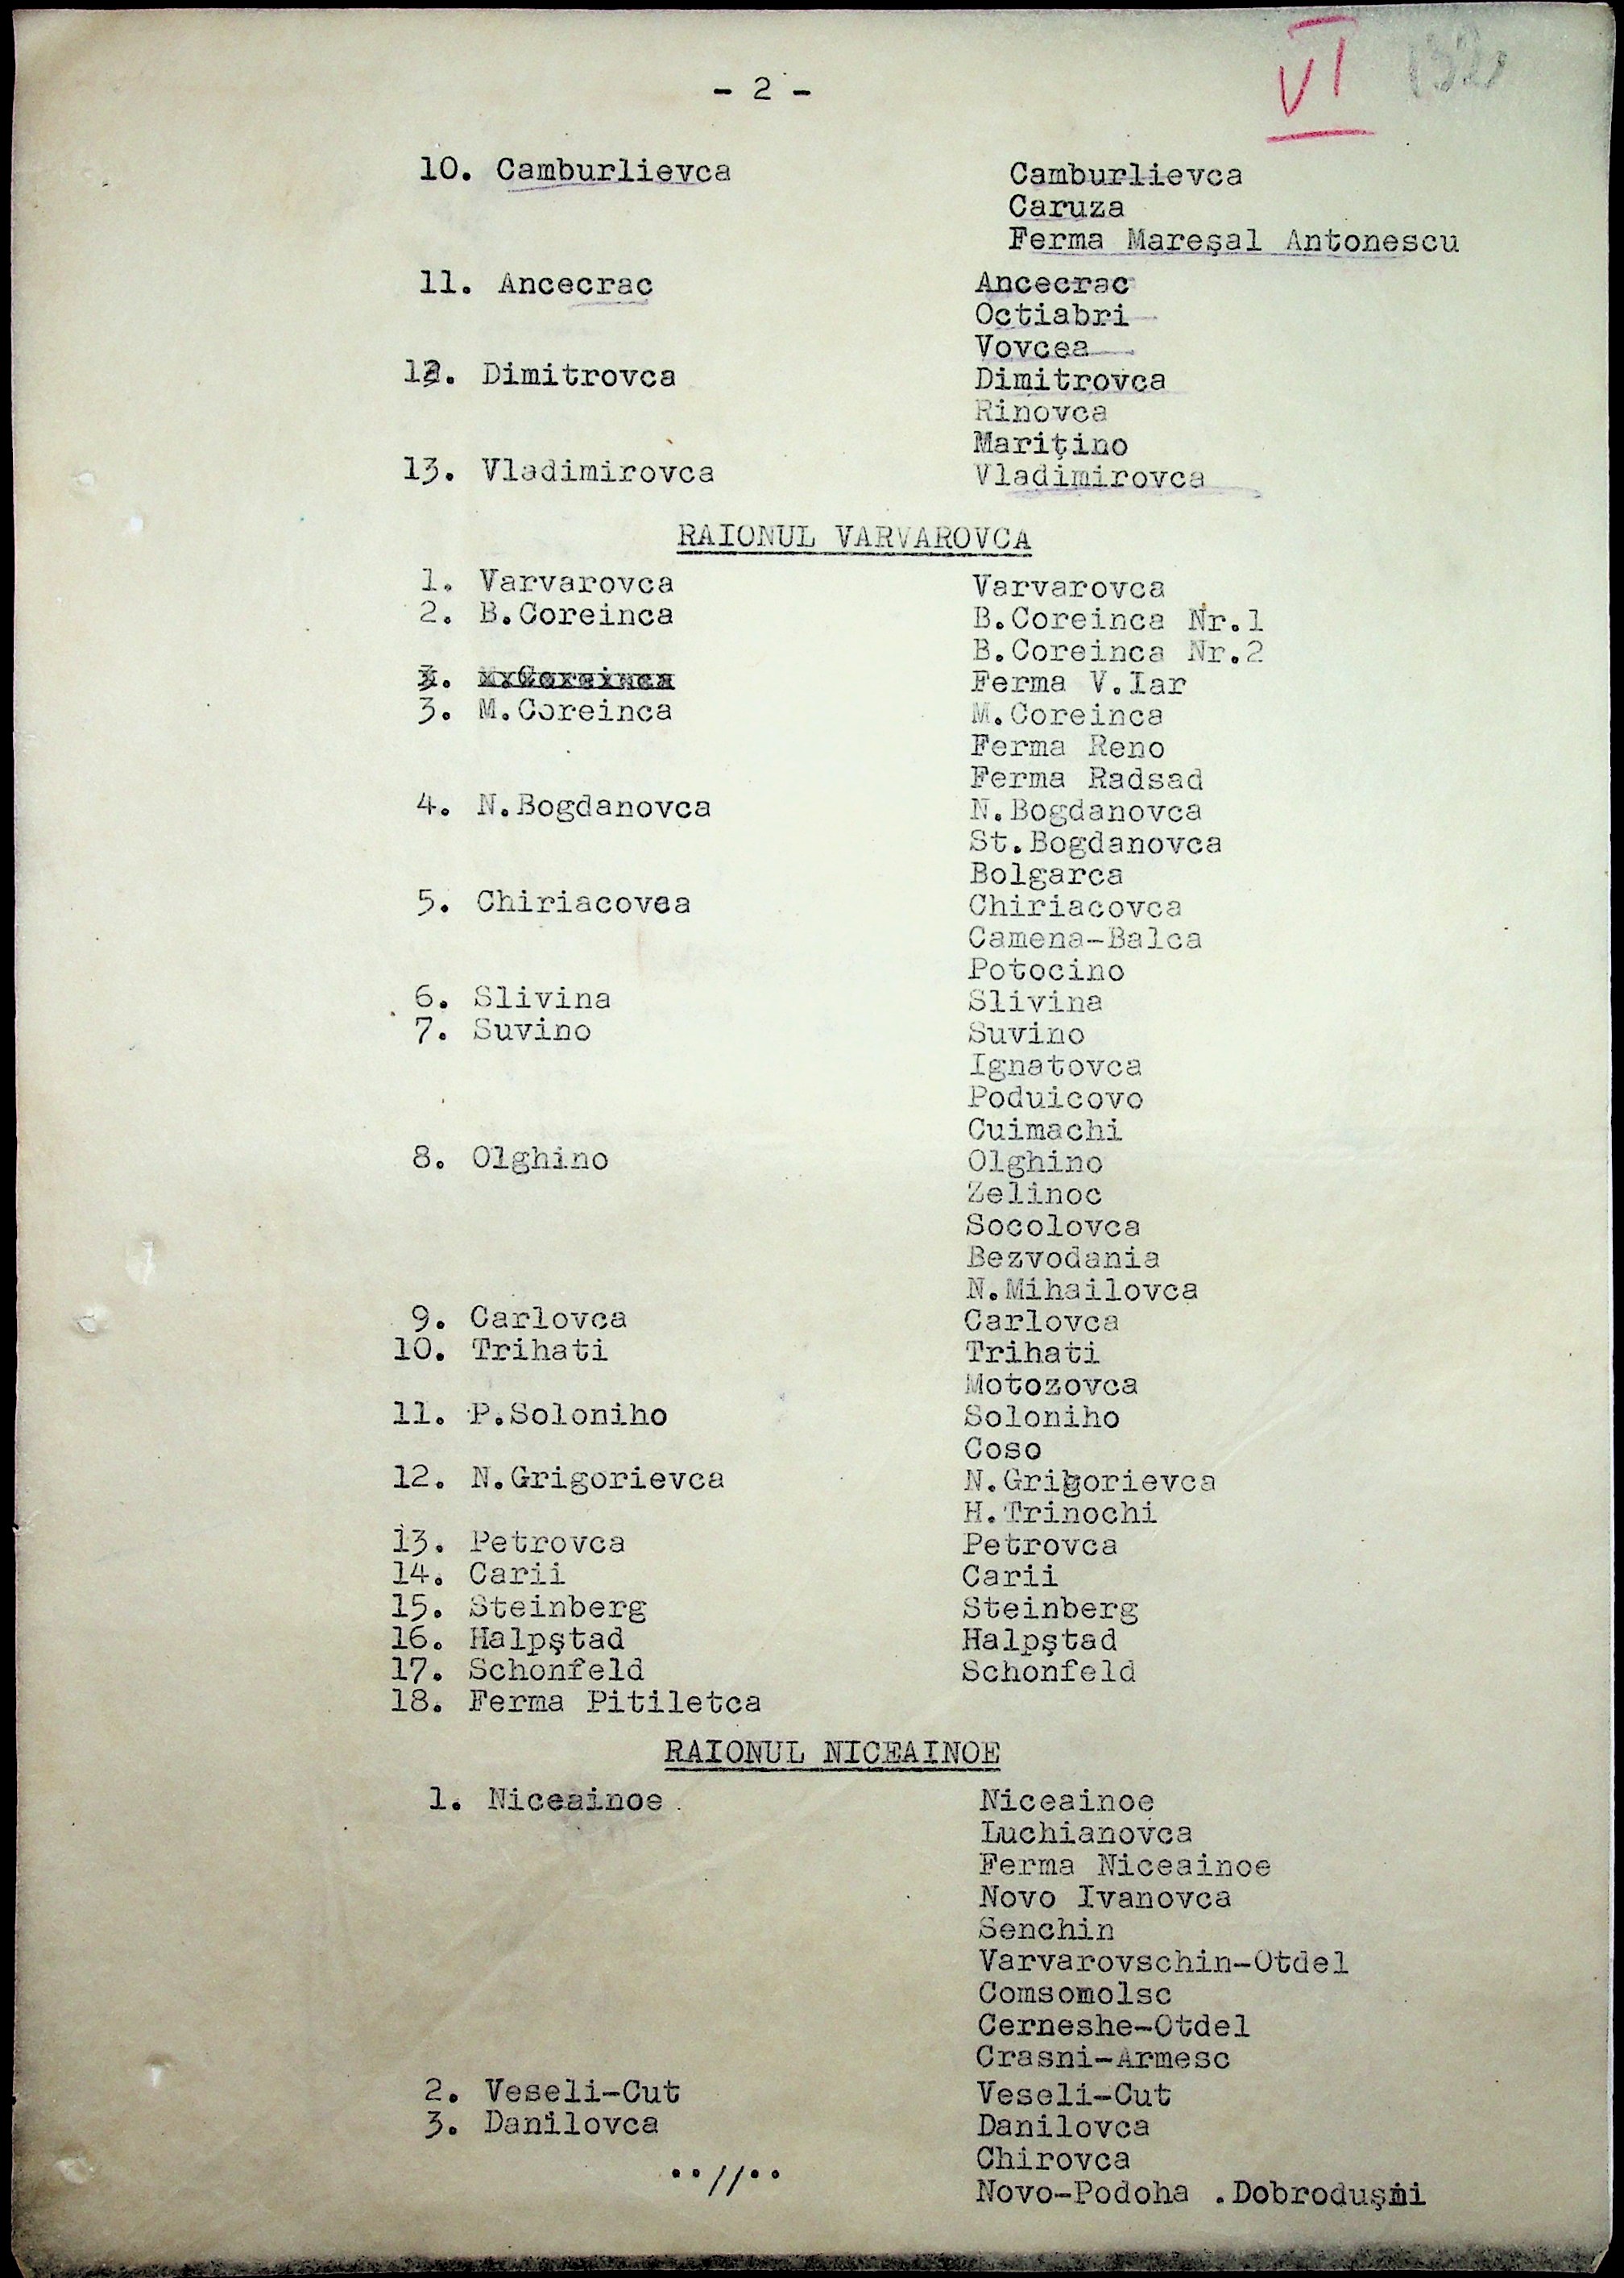 VI 132
- 2 -
10. Camburlievca Camburlievca
Caruza
Ferma Mareşal Antonescu
11. Ancecrac Ancecrac
Octiabri
Vovcea
12. Dimitrovca Dimitrovca
Rinovca
Mariţino
13. Vladimirovca Vladimirovca
RAIONUL VARVAROVCA
1. Varvarovca Varvarovca
2. B.Coreinca B.Coreinca Nr.1
B.Coreinca Nr.2
3. M.Coreinca Ferma V.Iar
3. M.Coreinca M.Coreinca
Ferma Reno
Ferma Radsad
4. N.Bogdanovca N.Bogdanovca
St.Bogdanovca
Bolgarca
5. Chiriacovca Chiriacovca
Camena-Balca
Potocino
6. Slivina Slivina
7. Suvino Suvino
Ignatovca
Poduicovo
Cuimachi
8. Olghino Olghino
Zelinoc
Socolovca
Bezvodania
N.Mihailovca
9. Carlovca Carlovca
10. Trihati Trihati
Motozovca
11. P.Soloniho Soloniho
Coso
12. N.Grigorievca N.Grigorievca
H.Trinochi
13. Petrovca Petrovca
14. Carii Carii
15. Steinberg Steinberg
16. Halpştad Halpştad
17. Schonfeld Schonfeld
18. Ferma Pitiletca
RAIONUL NICEAINOE
1. Niceainoe Niceainoe
Luchianovca
Ferma Niceainoe
Novo Ivanovca
Senchin
Varvarovschin-Otdel
Comsomolsc
Cerneshe-Otdel
Crasni-Armesc
2. Veseli-Cut Veseli-Cut
3. Danilovca Danilovca
Chirovca
Novo-Podoha .Dobroduşni
..//..